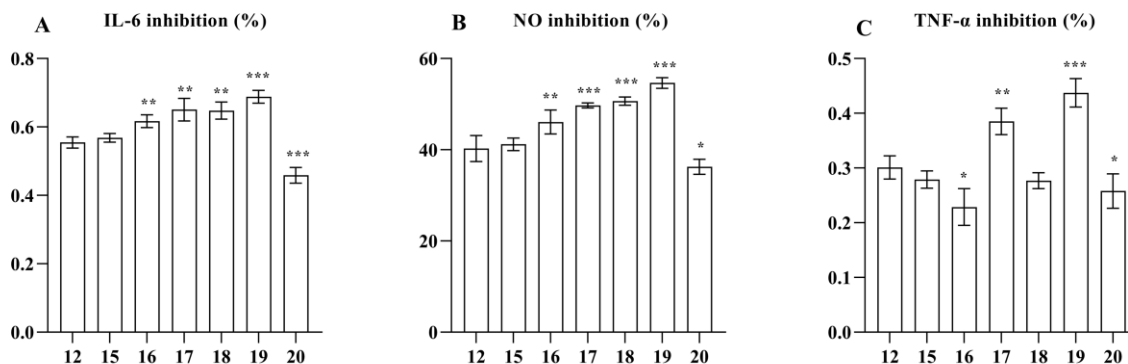 A IL-6 inhibition (%)
0.8
0.6
0.4
0.2
0.0
** ** ** *** ***
12 15 16 17 18 19 20
B NO inhibition (%)
60
40
20
0
** *** *** *** *
12 15 16 17 18 19 20
C TNF-α inhibition (%)
0.5
0.4
0.3
0.2
0.1
0.0
* ** *** *
12 15 16 17 18 19 20